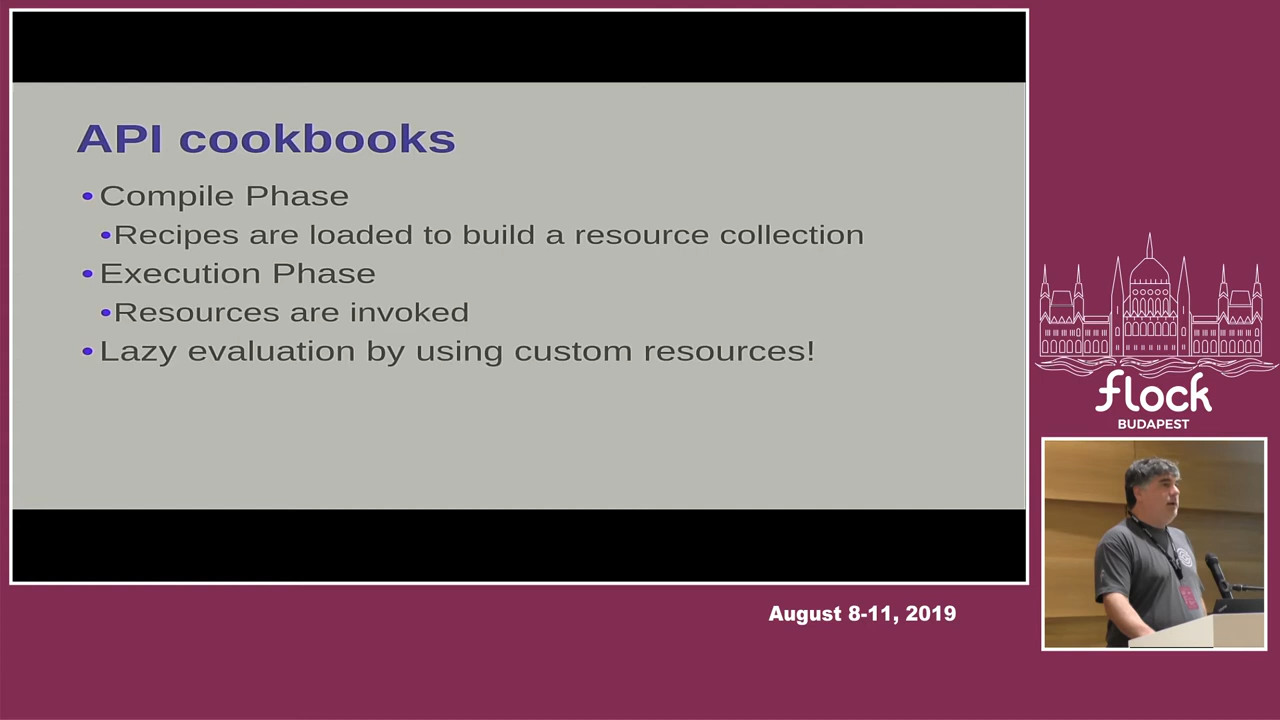 API cookbooks
•Compile Phase
•Recipes are loaded to build a resource collection
•Execution Phase
•Resources are invoked
•Lazy evaluation by using custom resources!
flock
BUDAPEST
August 8-11, 2019